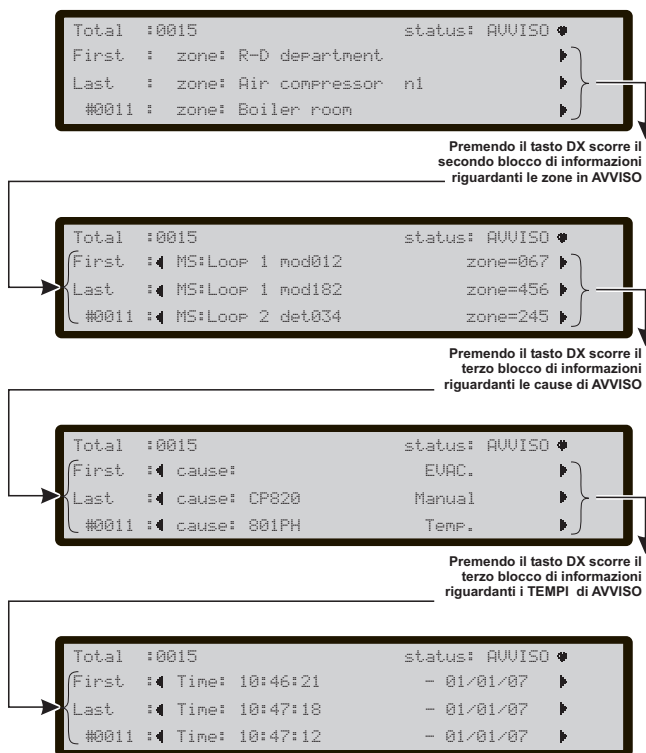 Total :0015 status: AVVISO
First : zone: R-D department
Last : zone: Air compressor n1
#0011 : zone: Boiler room
Premendo il tasto DX scorre il
secondo blocco di informazioni
riguardanti le zone in AVVISO
Total :0015 status: AVVISO
First : MS:Loop 1 mod012 zone=067
Last : MS:Loop 1 mod182 zone=456
#0011 : MS:Loop 2 det034 zone=245
Premendo il tasto DX scorre il
terzo blocco di informazioni
riguardanti le cause di AVVISO
Total :0015 status: AVVISO
First : cause: EVAC.
Last : cause: CP820 Manual
#0011 : cause: 801PH Temp.
Premendo il tasto DX scorre il
terzo blocco di informazioni
riguardanti i TEMPI di AVVISO
Total :0015 status: AVVISO
First : Time: 10:46:21 - 01/01/07
Last : Time: 10:47:18 - 01/01/07
#0011 : Time: 10:47:12 - 01/01/07